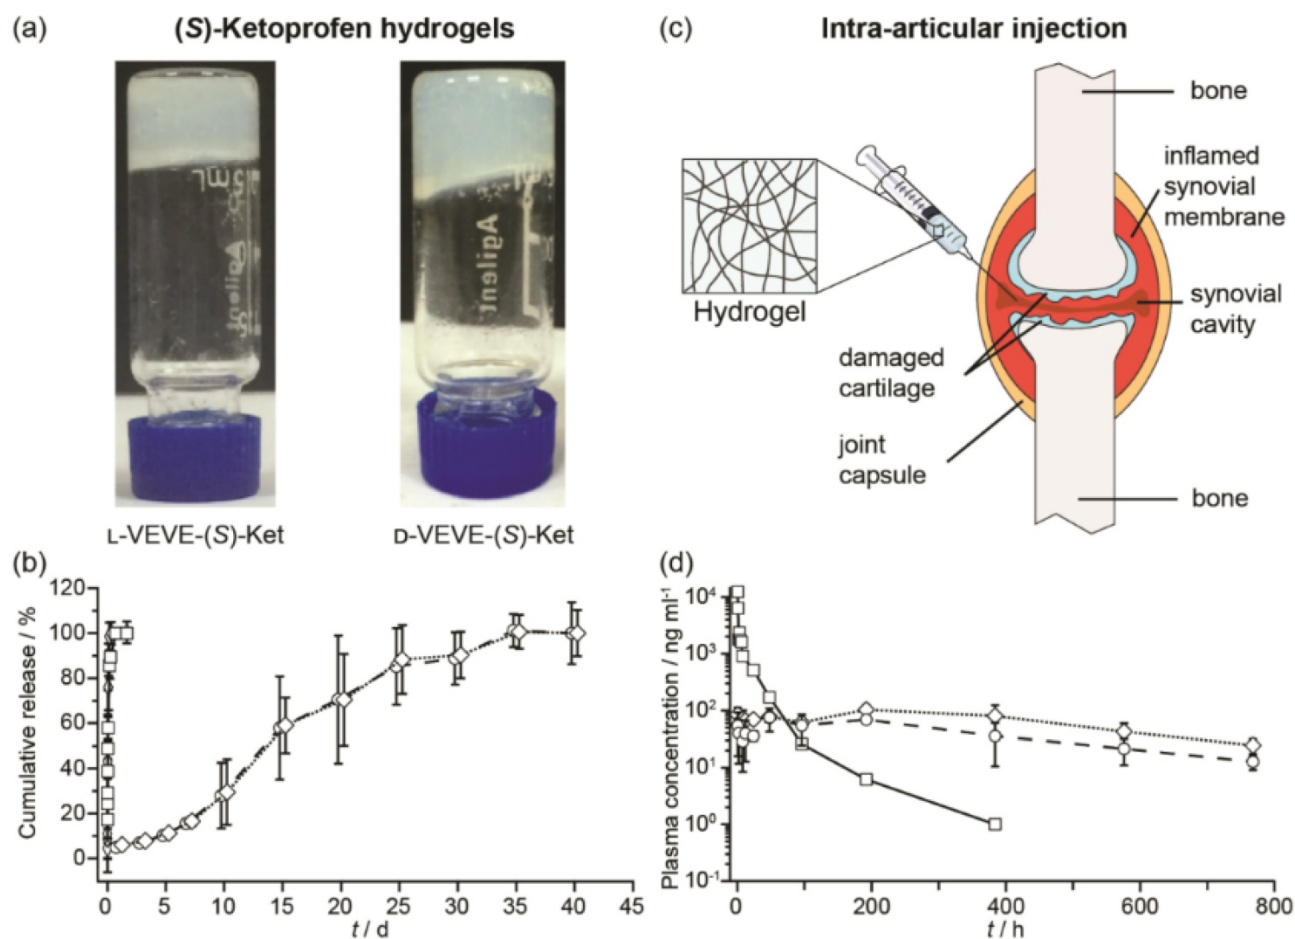 (a)
(S)-Ketoprofen hydrogels
Agilent
L-VEVE-(S)-Ket
D-VEVE-(S)-Ket
(c)
Intra-articular injection
Hydrogel
bone
inflamed
synovial
membrane
synovial
cavity
damaged
cartilage
joint
capsule
bone
(b)
Cumulative release / %
120
100
80
60
40
20
0
0 5 10 15 20 25 30 35 40 45
t / d
(d)
Plasma concentration / ng ml⁻¹
10⁴
10³
10²
10¹
10⁰
10⁻¹
0 200 400 600 800
t / h